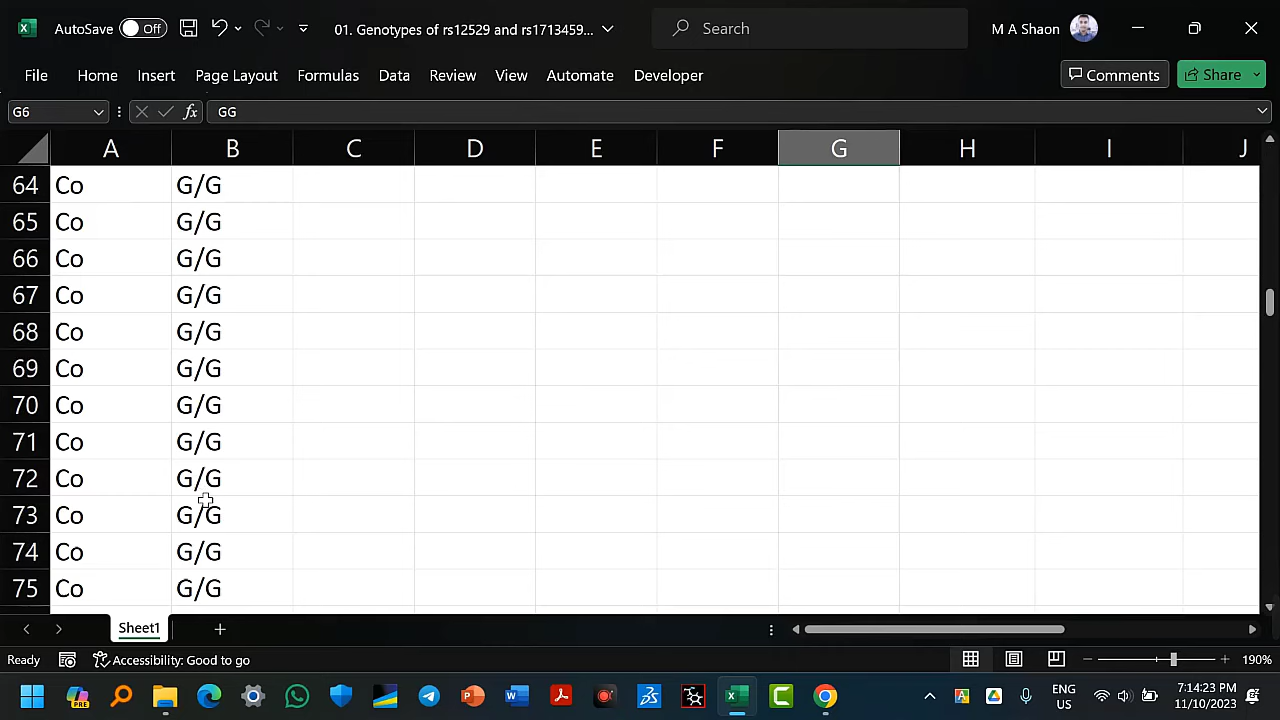 AutoSave Off 01. Genotypes of rs12529 and rs1713459... Search M A Shaon
File Home Insert Page Layout Formulas Data Review View Automate Developer Comments Share
G6 fx GG
A B C D E F G H I J
64 Co G/G
65 Co G/G
66 Co G/G
67 Co G/G
68 Co G/G
69 Co G/G
70 Co G/G
71 Co G/G
72 Co G/G
73 Co G/G
74 Co G/G
75 Co G/G
Sheet1
Ready Accessibility: Good to go 190%
ENG 7:14:23 PM
US 11/10/2023